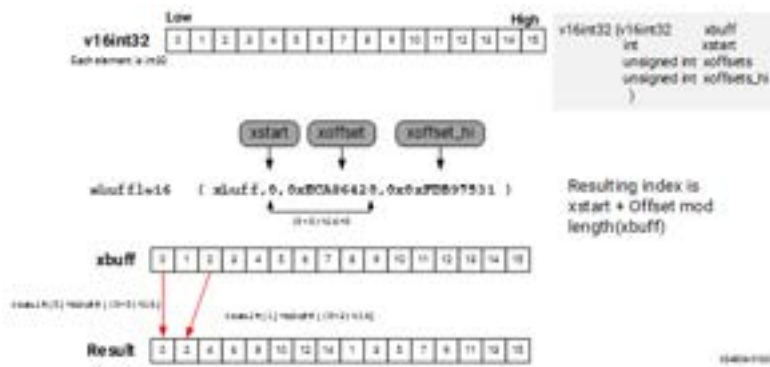 Low High
v16int32 0 1 2 3 4 5 6 7 8 9 10 11 12 13 14 15
Each element is int32
v16int32 (v16int32 xbuff
int xstart
unsigned int xoffsets
unsigned int xoffsets_hi
)
xstart xoffset xoffset_hi
( xbuff,0,0xECA86420,0x0xFDB97531 )
Resulting index is
xstart + Offset mod
length(xbuff)
xbuff 0 1 2 3 4 5 6 7 8 9 10 11 12 13 14 15
Result 0 2 4 6 8 10 12 14 1 3 5 7 9 11 13 15